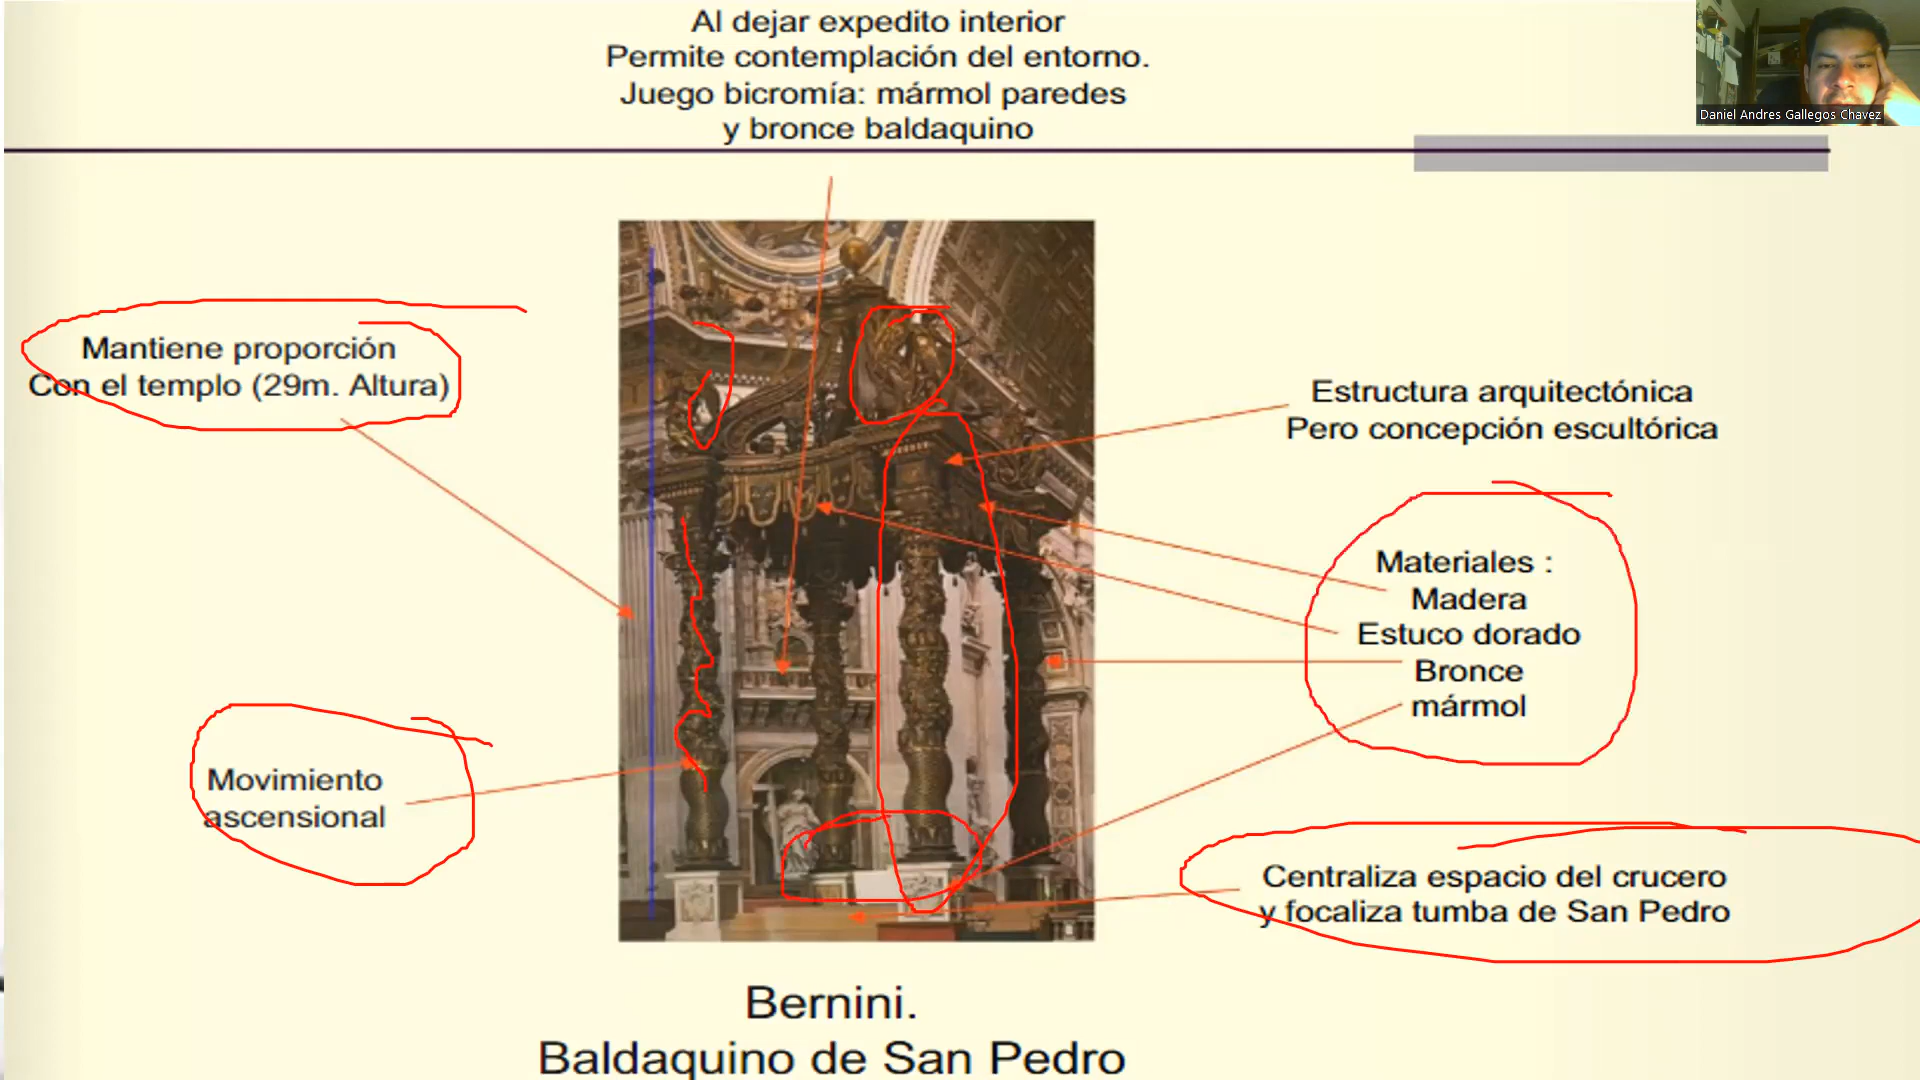 Al dejar expedito interior
Permite contemplación del entorno.
Juego bicromía: mármol paredes
y bronce baldaquino
Daniel Andres Gallegos Chavez
Mantiene proporción
Con el templo (29m. Altura)
Estructura arquitectónica
Pero concepción escultórica
Materiales :
Madera
Estuco dorado
Bronce
mármol
Movimiento
ascensional
Centraliza espacio del crucero
y focaliza tumba de San Pedro
Bernini.
Baldaquino de San Pedro